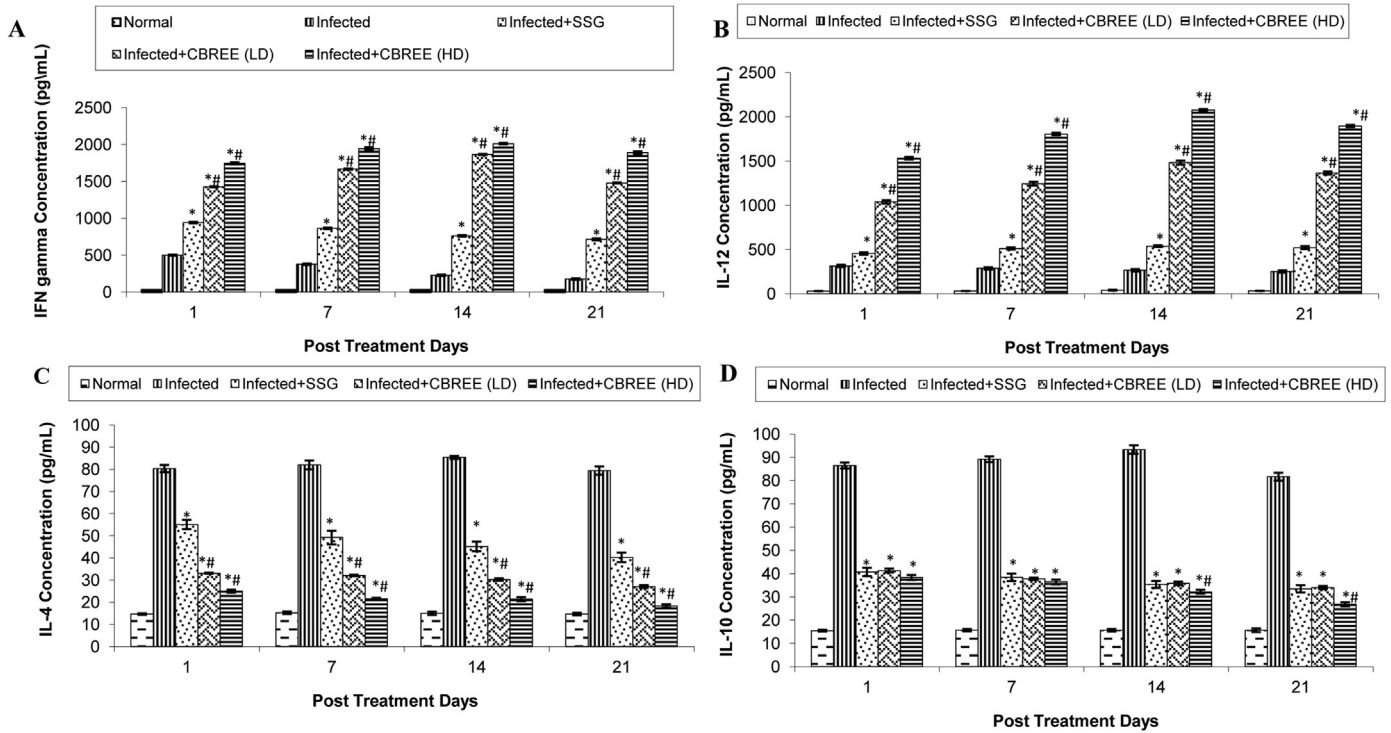 A
Normal Infected Infected+SSG
Infected+CBREE (LD) Infected+CBREE (HD)
IFN gamma Concentration (pg\mL)
2500
2000
1500
1000
500
0
*
*#
*#
*
*#
*#
*
*#
*#
*
*#
*#
1 7 14 21
Post Treatment Days
B
Normal Infected Infected+SSG Infected+CBREE (LD) Infected+CBREE (HD)
IL-12 Concentration (pg/mL)
2500
2000
1500
1000
500
0
*
*#
*#
*
*#
*#
*
*#
*#
*
*#
*#
1 7 14 21
Post Treatment Days
C
Normal Infected Infected+SSG Infected+CBREE (LD) Infected+CBREE (HD)
IL-4 Concentration (pg/mL)
100
90
80
70
60
50
40
30
20
10
0
*
*#
*#
*
*#
*#
*
*#
*#
*
*#
*#
1 7 14 21
Post Treatment Days
D
Normal Infected Infected+SSG Infected+CBREE (LD) Infected+CBREE (HD)
IL-10 Concentration (pg/mL)
100
90
80
70
60
50
40
30
20
10
0
* * *
* * *
* * *#
* * *#
1 7 14 21
Post Treatment Days